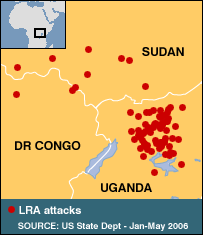 SUDAN
DR CONGO
UGANDA
LRA attacks
SOURCE: US State Dept - Jan-May 2006